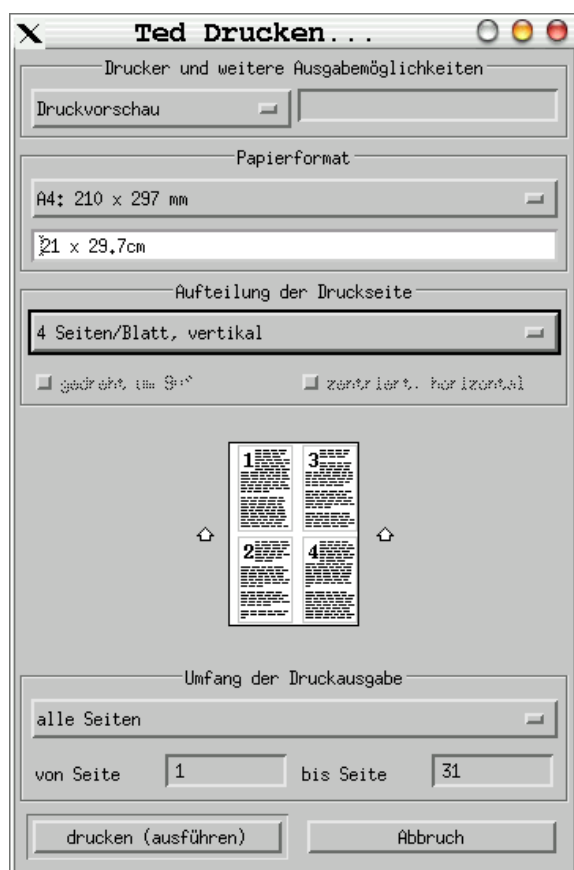 Ted Drucken...
Drucker und weitere Ausgabemöglichkeiten
Druckvorschau
Papierformat
A4: 210 x 297 mm
21 x 29.7cm
Aufteilung der Druckseite
4 Seiten/Blatt, vertikal
gedreht um 90° zentriert, horizontal
1 3
2 4
Umfang der Druckausgabe
alle Seiten
von Seite 1 bis Seite 31
drucken (ausführen) Abbruch